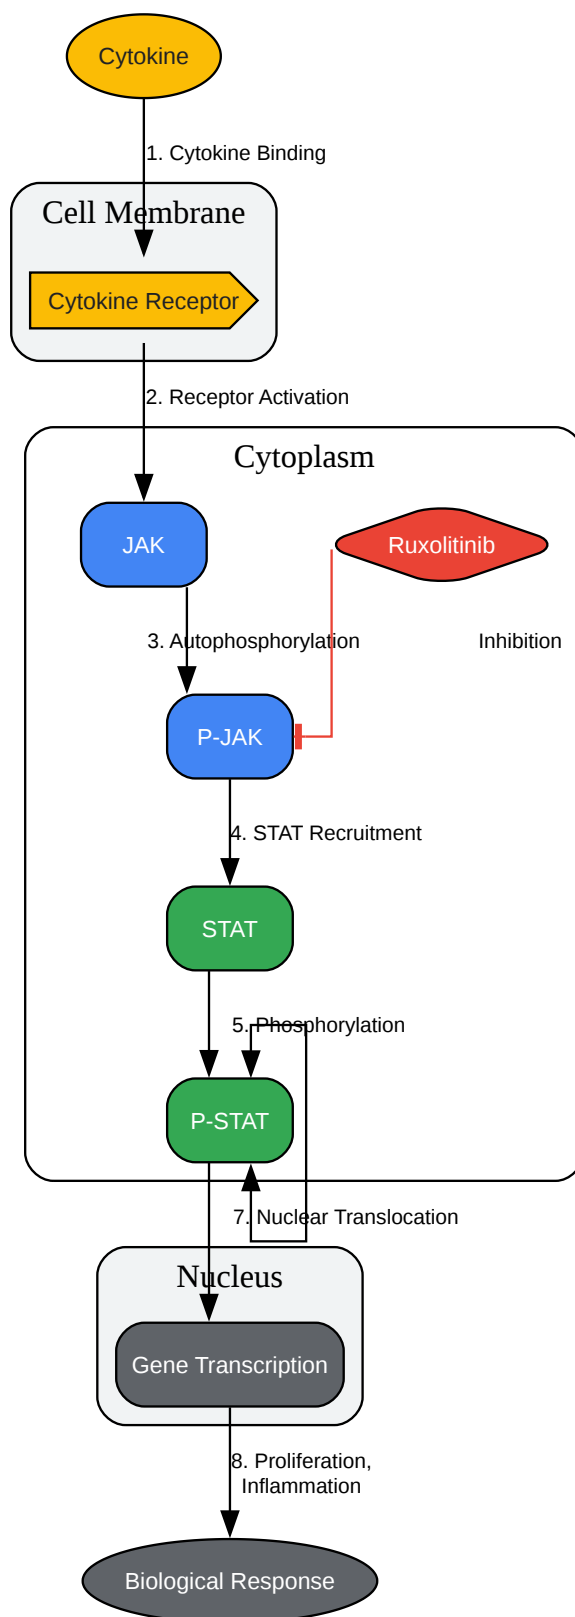 Cytokine
1. Cytokine Binding
Cell Membrane
Cytokine Receptor
2. Receptor Activation
Cytoplasm
JAK
Ruxolitinib
3. Autophosphorylation
Inhibition
P-JAK
4. STAT Recruitment
STAT
5. Phosphorylation
P-STAT
7. Nuclear Translocation
Nucleus
Gene Transcription
8. Proliferation,
Inflammation
Biological Response